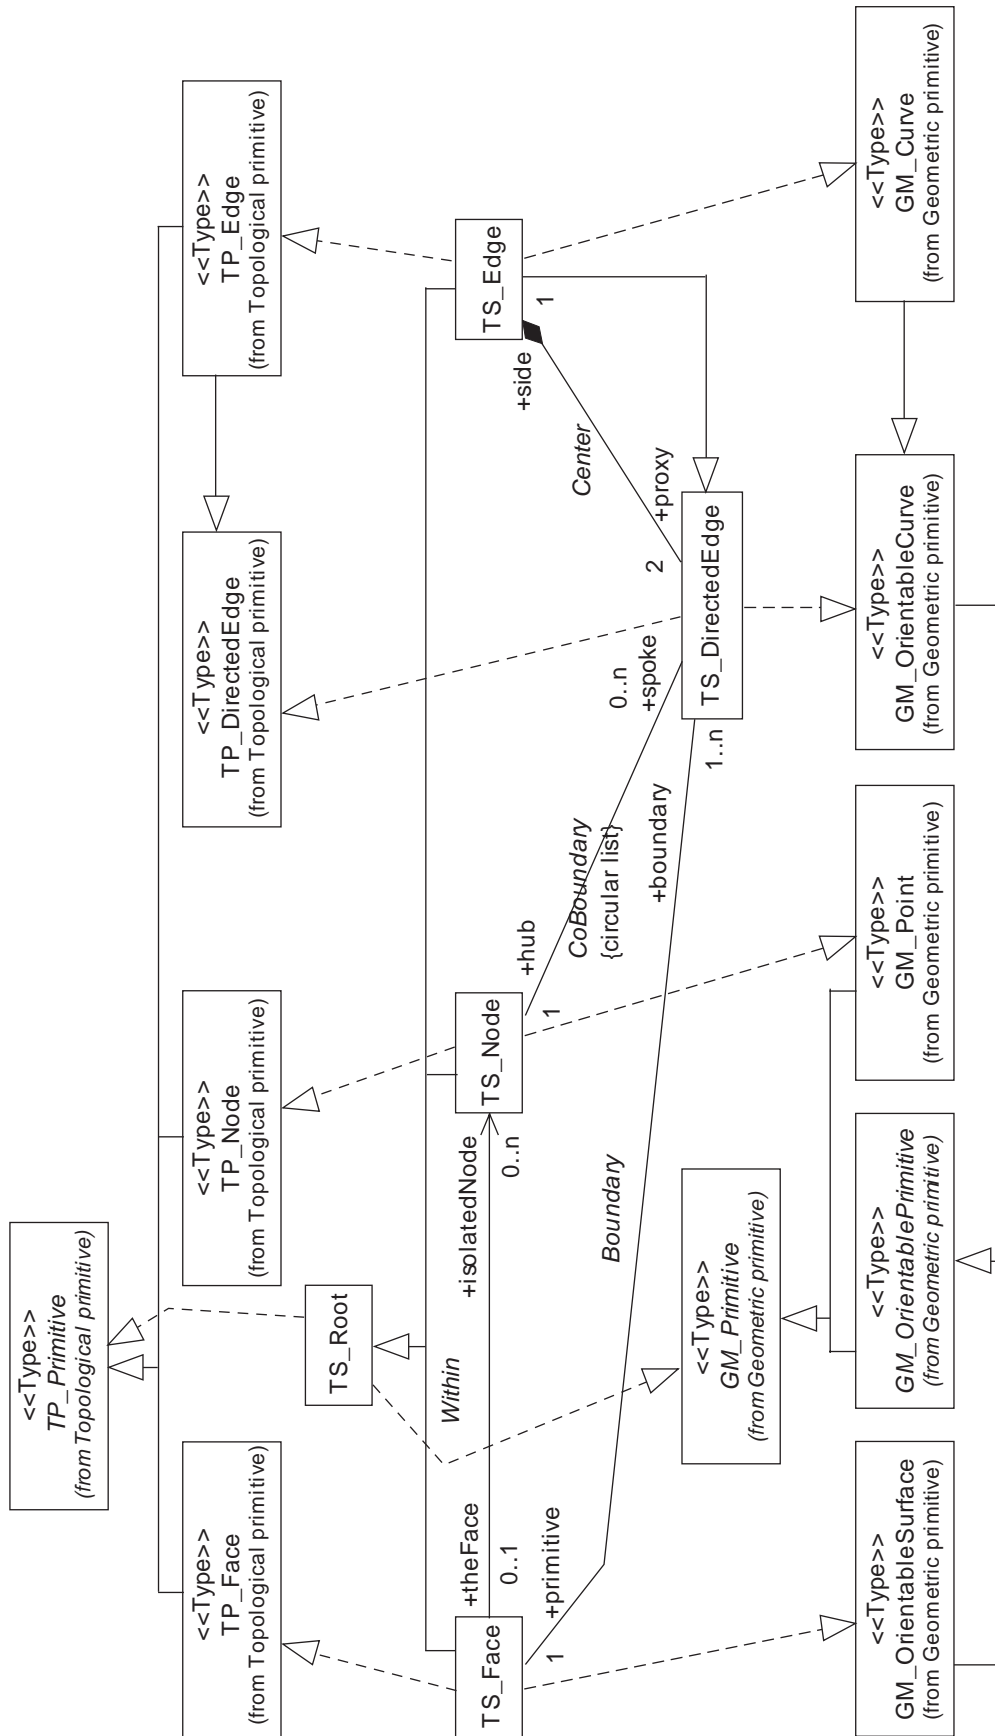 <<Type>>
TP_Primitive
(from Topological primitive)
<<Type>>
TP_Face
(from Topological primitive)
<<Type>>
TP_Node
(from Topological primitive)
<<Type>>
TP_DirectedEdge
(from Topological primitive)
<<Type>>
TP_Edge
(from Topological primitive)
TS_Root
TS_Face
+theFace
0..1
Within
+isolatedNode
0..n
TS_Node
+hub
1
CoBoundary
{circular list}
0..n
+spoke
TS_Edge
+side
1
Center
2
+proxy
TS_DirectedEdge
1..n
+boundary
Boundary
+primitive
1
<<Type>>
GM_Primitive
(from Geometric primitive)
<<Type>>
GM_OrientableSurface
(from Geometric primitive)
<<Type>>
GM_OrientablePrimitive
(from Geometric primitive)
<<Type>>
GM_Point
(from Geometric primitive)
<<Type>>
GM_OrientableCurve
(from Geometric primitive)
<<Type>>
GM_Curve
(from Geometric primitive)